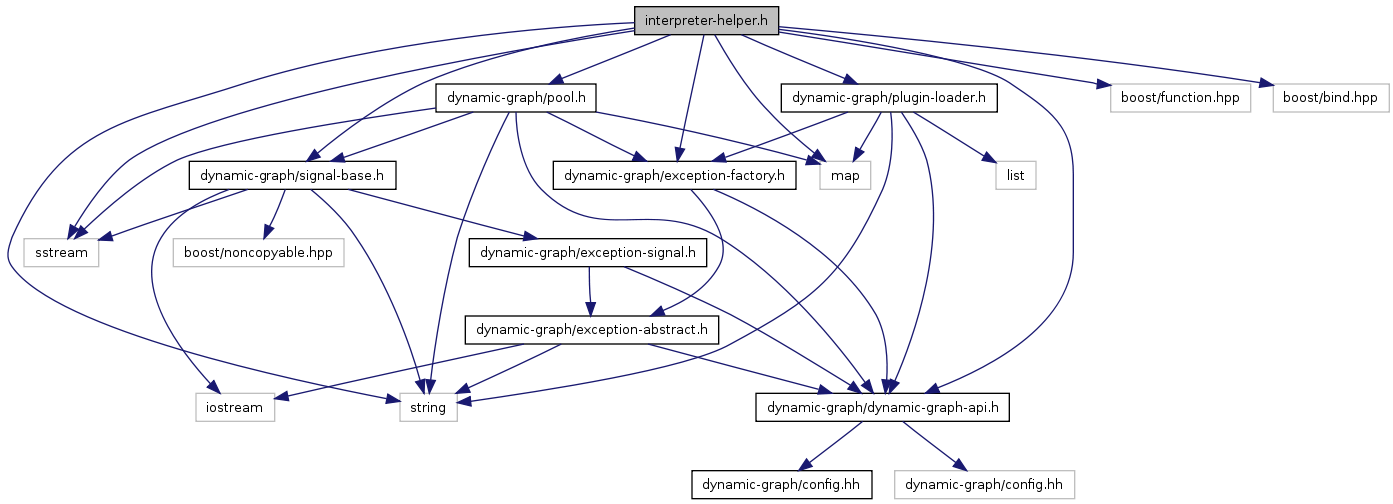 interpreter-helper.h
dynamic-graph/pool.h
dynamic-graph/plugin-loader.h
boost/function.hpp
boost/bind.hpp
dynamic-graph/signal-base.h
dynamic-graph/exception-factory.h
map
list
sstream
boost/noncopyable.hpp
dynamic-graph/exception-signal.h
dynamic-graph/exception-abstract.h
iostream
string
dynamic-graph/dynamic-graph-api.h
dynamic-graph/config.hh
dynamic-graph/config.hh